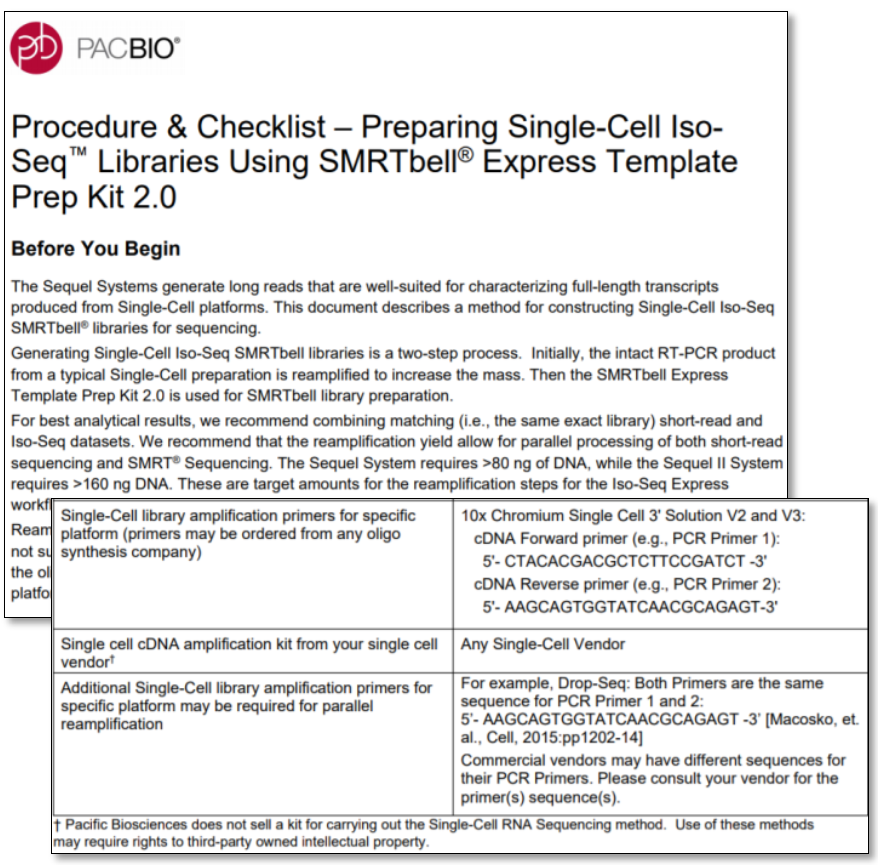 PACBIO®
Procedure & Checklist – Preparing Single-Cell Iso-
Seq™ Libraries Using SMRTbell® Express Template
Prep Kit 2.0
Before You Begin
The Sequel Systems generate long reads that are well-suited for characterizing full-length transcripts
produced from Single-Cell platforms. This document describes a method for constructing Single-Cell Iso-Seq
SMRTbell® libraries for sequencing.
Generating Single-Cell Iso-Seq SMRTbell libraries is a two-step process.  Initially, the intact RT-PCR product
from a typical Single-Cell preparation is reamplified to increase the mass. Then the SMRTbell Express
Template Prep Kit 2.0 is used for SMRTbell library preparation.
For best analytical results, we recommend combining matching (i.e., the same exact library) short-read and
Iso-Seq datasets. We recommend that the reamplification yield allow for parallel processing of both short-read
sequencing and SMRT® Sequencing. The Sequel System requires >80 ng of DNA, while the Sequel II System
requires >160 ng DNA. These are target amounts for the reamplification steps for the Iso-Seq Express
Single-Cell library amplification primers for specific
platform (primers may be ordered from any oligo
synthesis company)
10x Chromium Single Cell 3' Solution V2 and V3:
cDNA Forward primer (e.g., PCR Primer 1):
5'- CTACACGACGCTCTTCCGATCT -3'
cDNA Reverse primer (e.g., PCR Primer 2):
5'- AAGCAGTGGTATCAACGCAGAGT-3'
Single cell cDNA amplification kit from your single cell
vendor†
Any Single-Cell Vendor
Additional Single-Cell library amplification primers for
specific platform may be required for parallel
reamplification
For example, Drop-Seq: Both Primers are the same
sequence for PCR Primer 1 and 2:
5'- AAGCAGTGGTATCAACGCAGAGT -3' [Macosko, et.
al., Cell, 2015:pp1202-14]
Commercial vendors may have different sequences for
their PCR Primers. Please consult your vendor for the
primer(s) sequence(s).
† Pacific Biosciences does not sell a kit for carrying out the Single-Cell RNA Sequencing method.  Use of these methods
may require rights to third-party owned intellectual property.